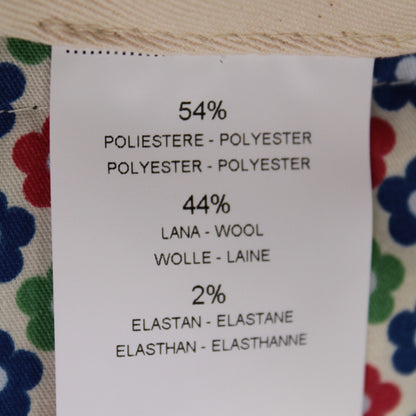 54%
POLIESTERE - POLYESTER
POLYESTER - POLYESTER
44%
LANA - WOOL
WOLLE - LAINE
2%
ELASTAN - ELASTANE
ELASTHAN - ELASTHANNE